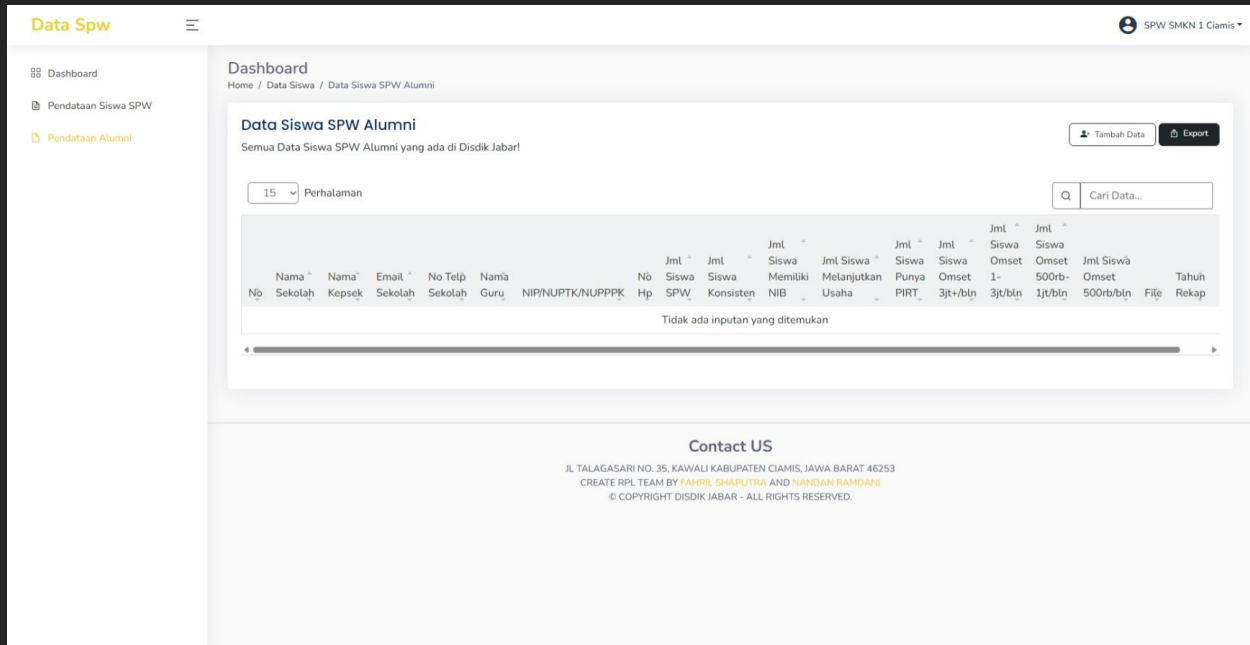 Data Spw
SPW SMKN 1 Ciamis
Dashboard
Pendataan Siswa SPW
Pendataan Alumni
Dashboard
Home / Data Siswa / Data Siswa SPW Alumni
Data Siswa SPW Alumni
Semua Data Siswa SPW Alumni yang ada di Disdik Jabar!
Tambah Data
Export
15 Perhalaman
Cari Data...
No
Nama Sekolah
Nama Kepsek
Email Sekolah
No Telp Sekolah
Nama Guru
NIP/NUPTK/NUPPPK
No Hp
Jml Siswa SPW
Jml Siswa Konsisten
Jml Siswa Memiliki NIB
Jml Siswa Melanjutkan Usaha
Jml Siswa Punya PIRT
Jml Siswa Omset 3jt+/bln
Jml Siswa Omset 1-3jt/bln
Jml Siswa Omset 500rb-1jt/bln
Jml Siswa Omset 500rb/bln
File
Tahun Rekap
Tidak ada inputan yang ditemukan
Contact US
JL TALAGASARI NO. 35, KAWALI KABUPATEN CIAMIS, JAWA BARAT 46253
CREATE RPL TEAM BY FAHRIL SHAPUTRA AND NANDAN RAMDANI
© COPYRIGHT DISDIK JABAR - ALL RIGHTS RESERVED.